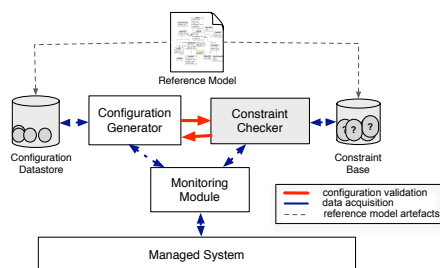 Reference Model
Configuration
Generator
Constraint
Checker
Configuration
Datastore
? ? ?
Constraint
Base
Monitoring
Module
configuration validation
data acquisition
reference model artefacts
Managed System